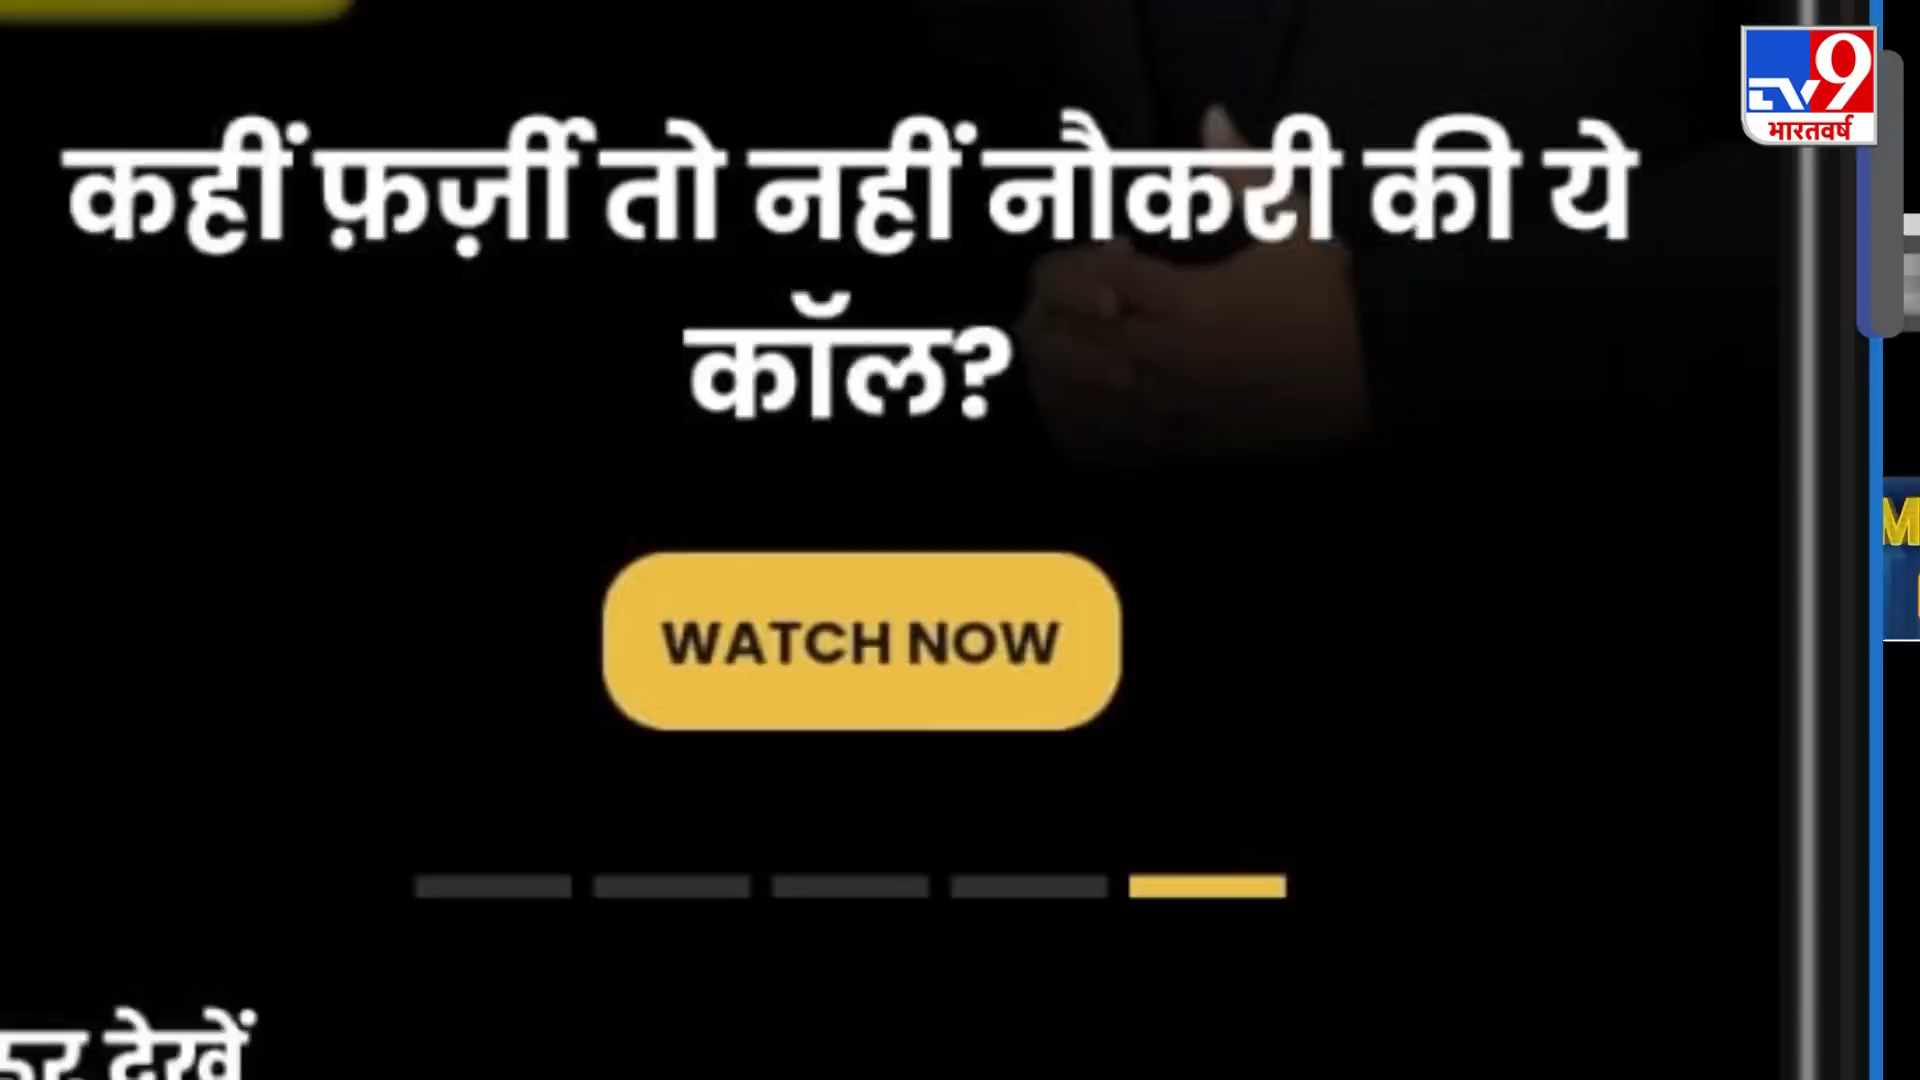 TV9
भारतवर्ष
कहीं फ़र्ज़ी तो नहीं नौकरी की ये
कॉल?
WATCH NOW
देखें